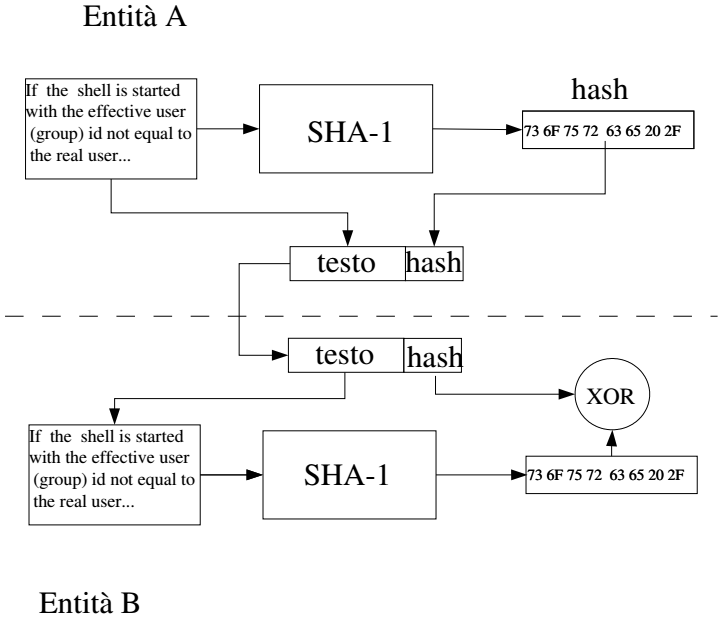 Entità A
If the shell is started
with the effective user
(group) id not equal to
the real user...
SHA-1
hash
73 6F 75 72 63 65 20 2F
testo
hash
testo
hash
XOR
If the shell is started
with the effective user
(group) id not equal to
the real user...
SHA-1
73 6F 75 72 63 65 20 2F
Entità B